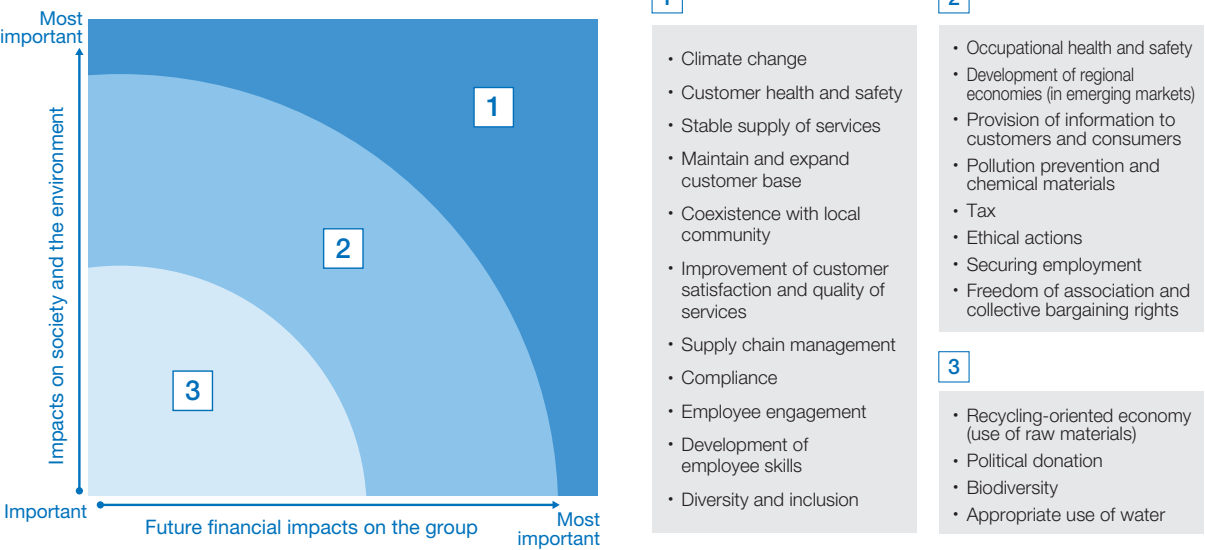 Most
important
Impacts on society and the environment
1
2
3
Important
Future financial impacts on the group
Most
important
1
• Climate change
• Customer health and safety
• Stable supply of services
• Maintain and expand
customer base
• Coexistence with local
community
• Improvement of customer
satisfaction and quality of
services
• Supply chain management
• Compliance
• Employee engagement
• Development of
employee skills
• Diversity and inclusion
2
• Occupational health and safety
• Development of regional
economies (in emerging markets)
• Provision of information to
customers and consumers
• Pollution prevention and
chemical materials
• Tax
• Ethical actions
• Securing employment
• Freedom of association and
collective bargaining rights
3
• Recycling-oriented economy
(use of raw materials)
• Political donation
• Biodiversity
• Appropriate use of water